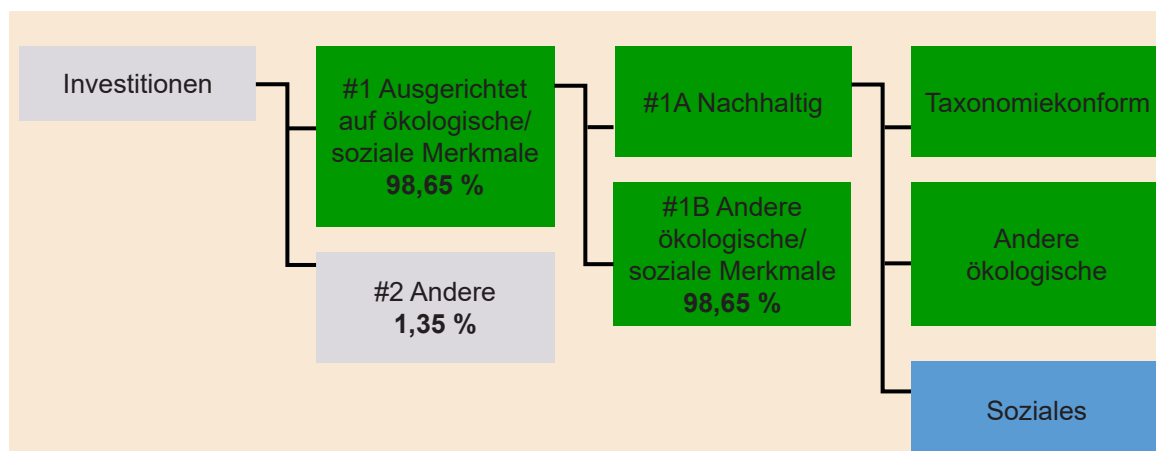 Investitionen
#1 Ausgerichtet
auf ökologische/
soziale Merkmale
98,65 %
#2 Andere
1,35 %
#1A Nachhaltig
#1B Andere
ökologische/
soziale Merkmale
98,65 %
Taxonomiekonform
Andere
ökologische
Soziales